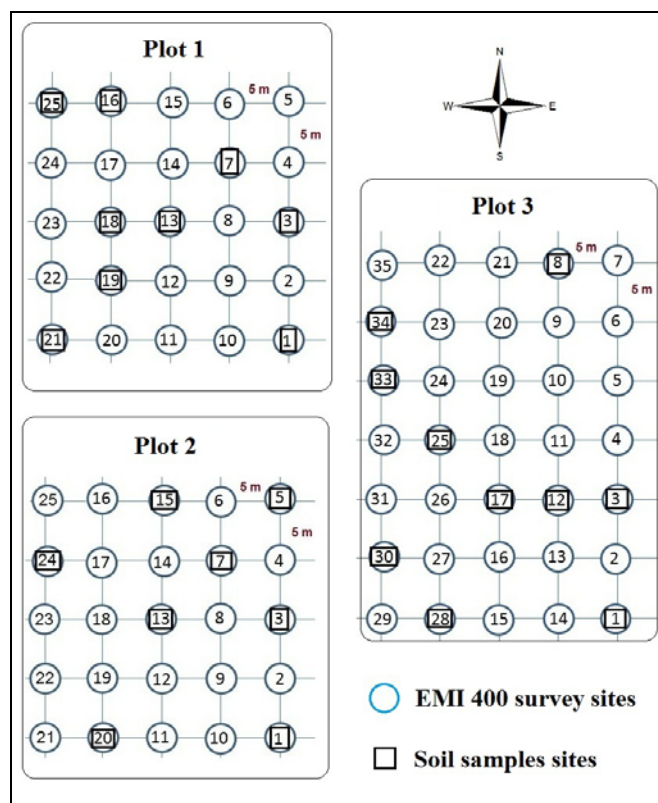 Plot 1
25 16 15 6 5 m 5
5 m
24 17 14 7 4
23 18 13 8 3
22 19 12 9 2
21 20 11 10 1
N
W E
S
Plot 2
25 16 15 6 5 m 5
5 m
24 17 14 7 4
23 18 13 8 3
22 19 12 9 2
21 20 11 10 1
Plot 3
35 22 21 8 5 m 7
5 m
34 23 20 9 6
33 24 19 10 5
32 25 18 11 4
31 26 17 12 3
30 27 16 13 2
29 28 15 14 1
EMI 400 survey sites
Soil samples sites